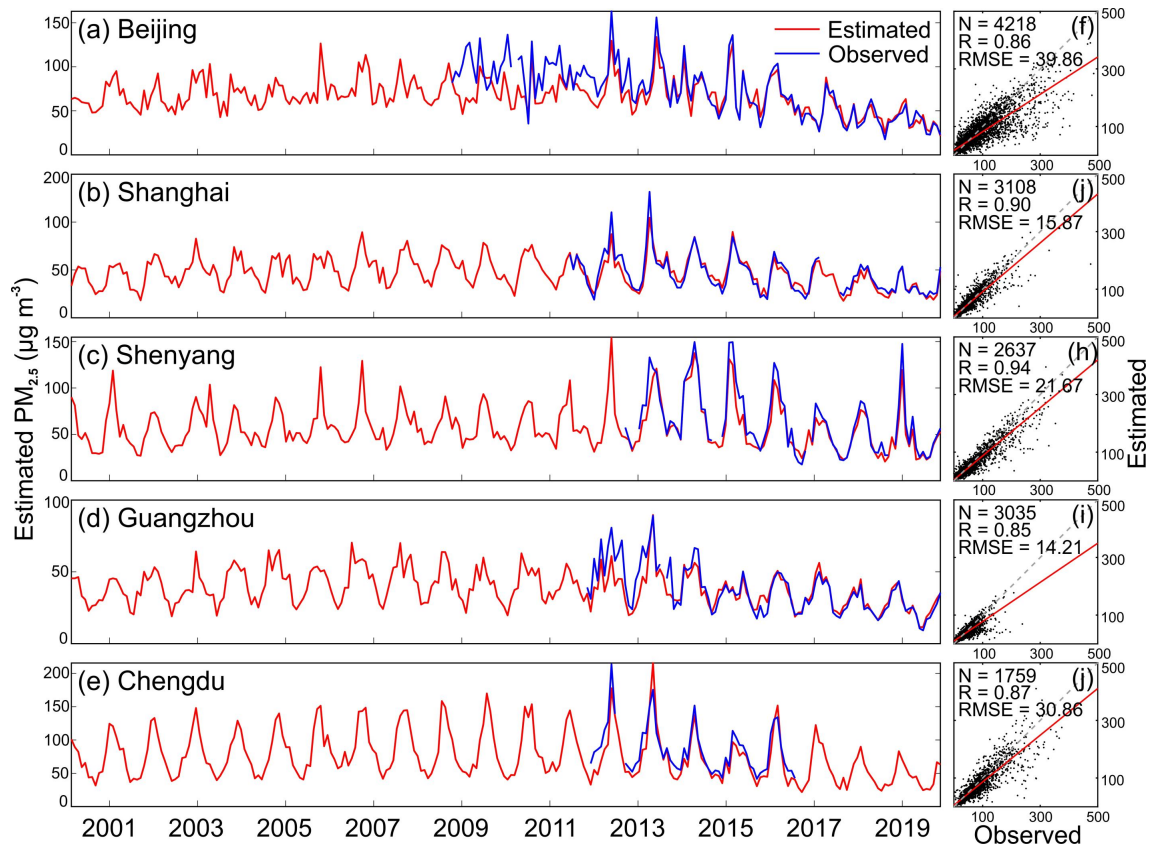 Estimated PM2.5 (µg m-3)
(a) Beijing
Estimated
Observed
150
100
50
0
(f)
N = 4218
R = 0.86
RMSE = 39.86
500
300
100
100 300 500
(b) Shanghai
200
100
50
0
(j)
N = 3108
R = 0.90
RMSE = 15.87
500
300
100
100 300 500
(c) Shenyang
150
100
50
0
(h)
N = 2637
R = 0.94
RMSE = 21.67
500
300
100
100 300 500
Estimated
(d) Guangzhou
100
50
0
(i)
N = 3035
R = 0.85
RMSE = 14.21
500
300
100
100 300 500
(e) Chengdu
200
150
100
50
0
(j)
N = 1759
R = 0.87
RMSE = 30.86
500
300
100
100 300 500
2001 2003 2005 2007 2009 2011 2013 2015 2017 2019
Observed